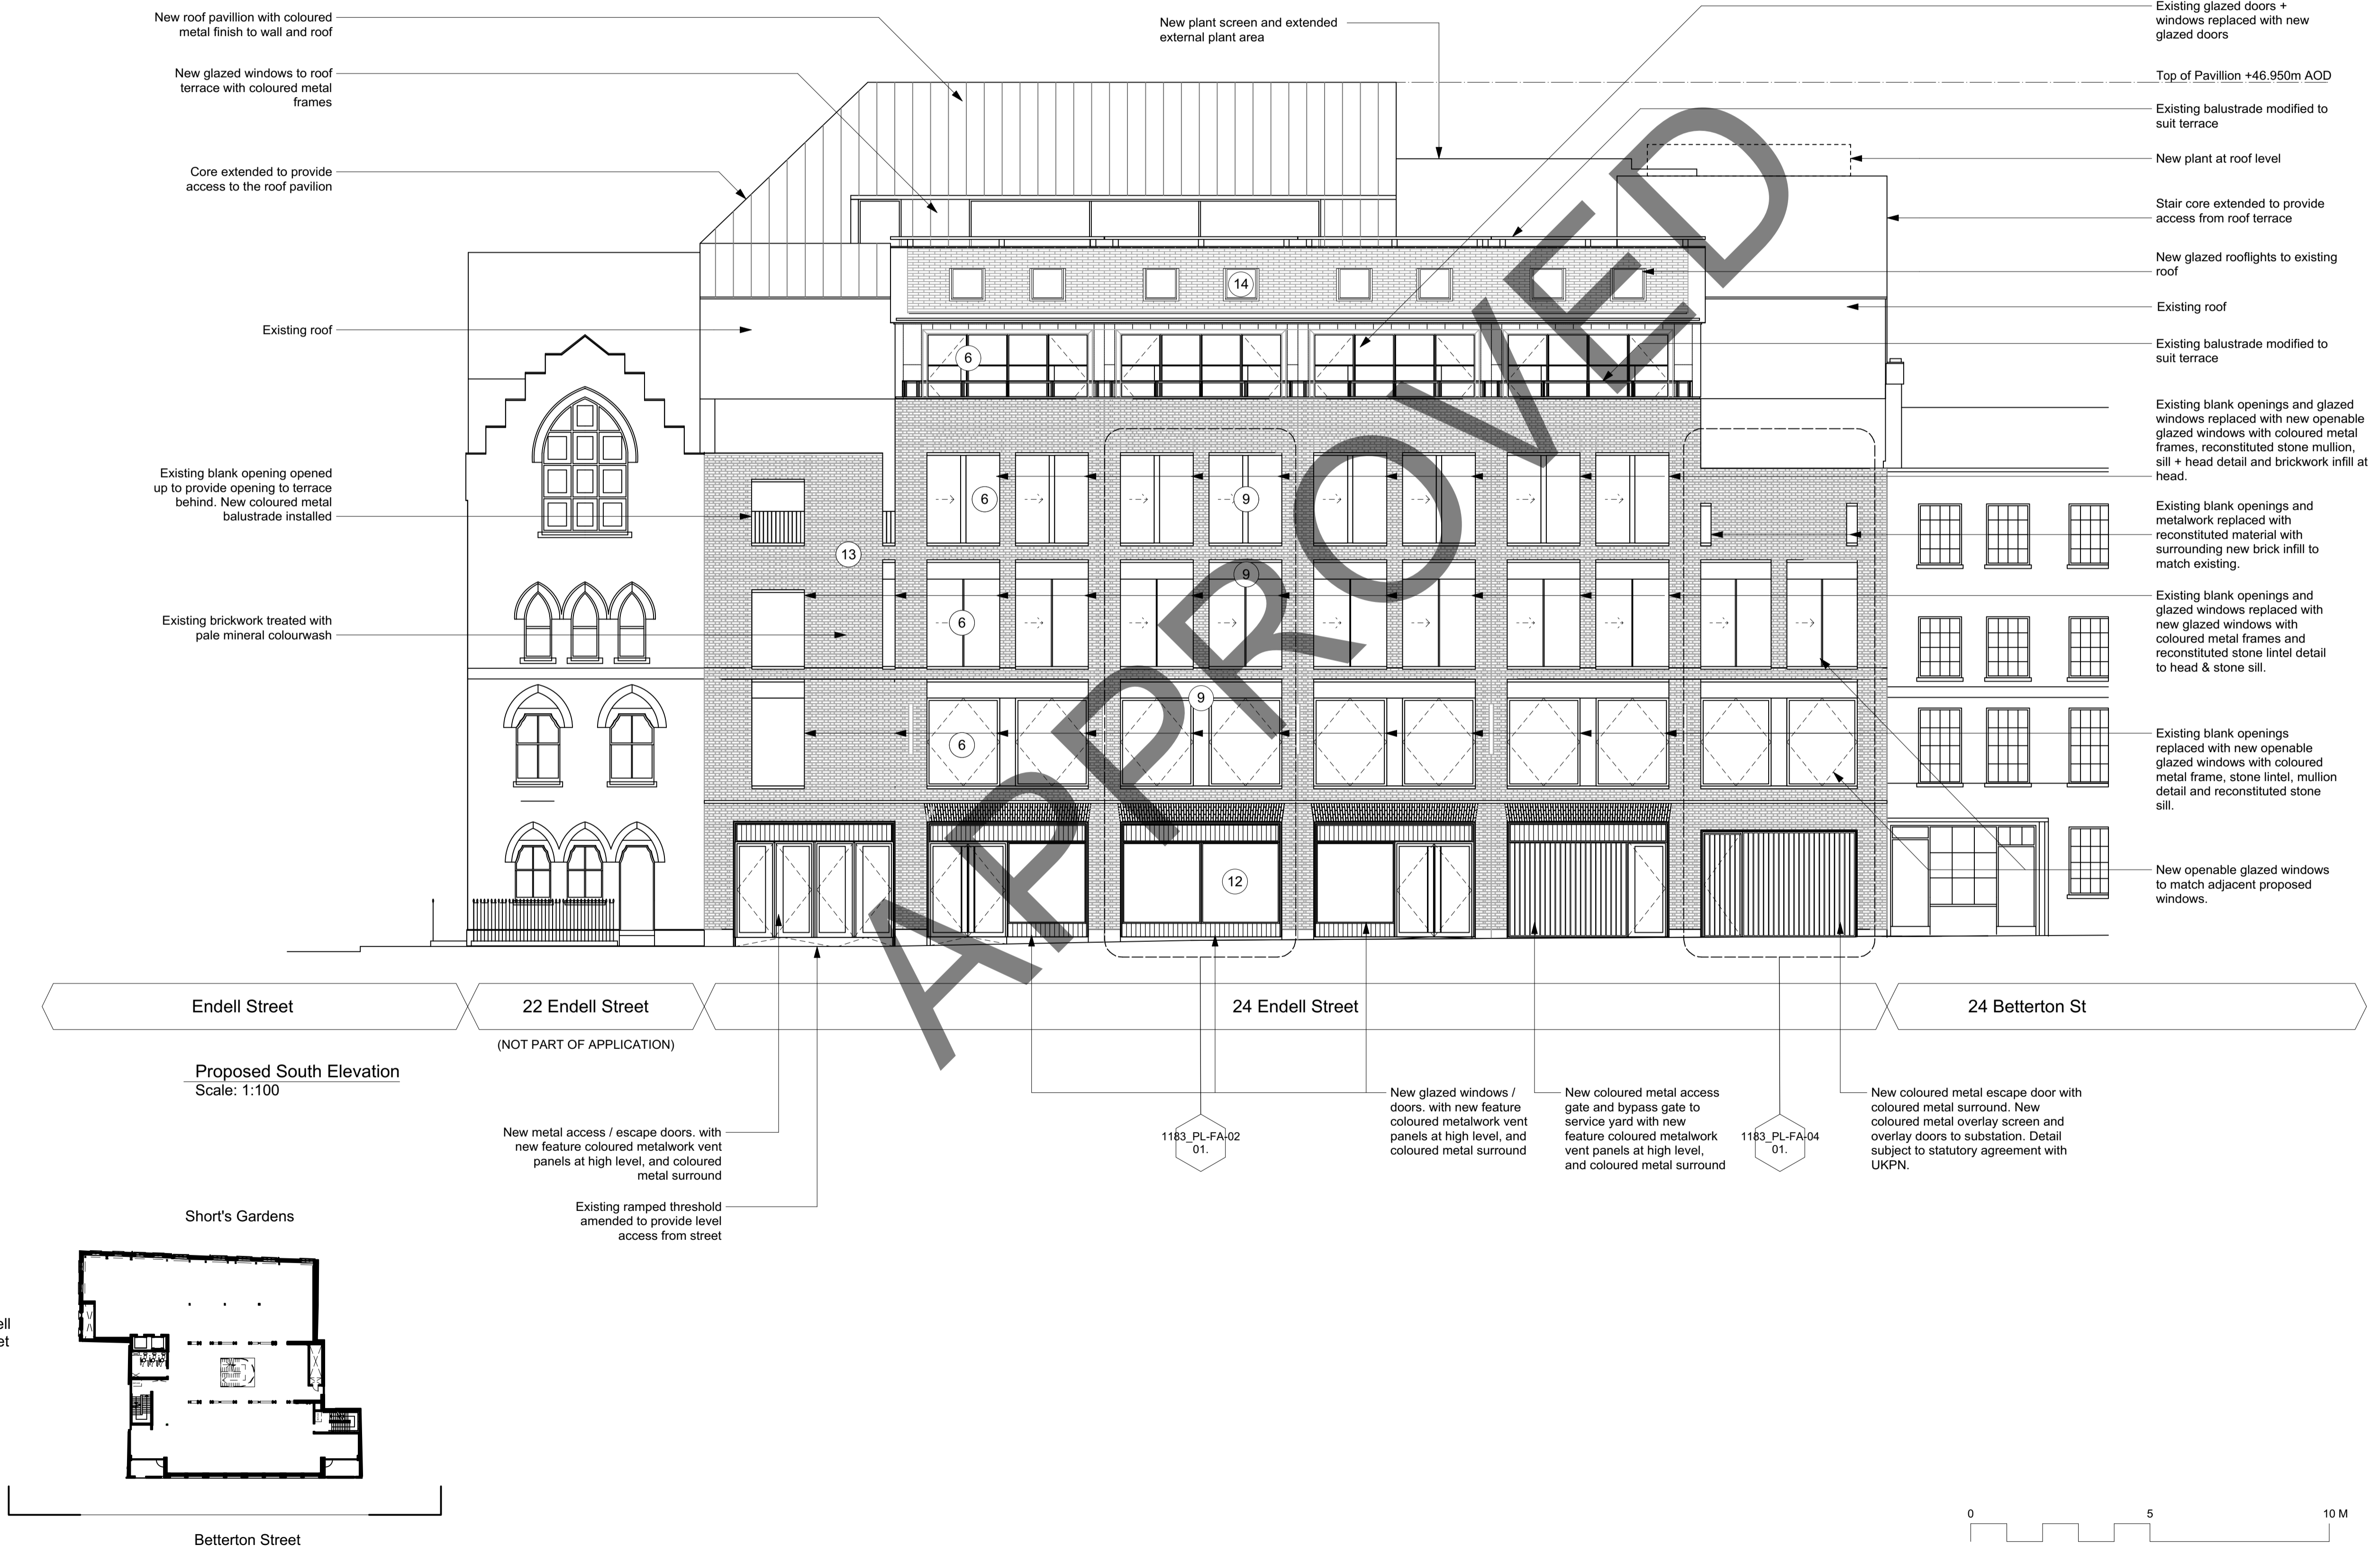 New roof pavillion with coloured
metal finish to wall and roof
New glazed windows to roof
terrace with coloured metal
frames
Core extended to provide
access to the roof pavilion
Existing roof
Existing blank opening opened
up to provide opening to terrace
behind. New coloured metal
balustrade installed
Existing brickwork treated with
pale mineral colourwash
New plant screen and extended
external plant area
Existing glazed doors +
windows replaced with new
glazed doors
Top of Pavillion +46.950m AOD
Existing balustrade modified to
suit terrace
New plant at roof level
Stair core extended to provide
access from roof terrace
New glazed rooflights to existing
roof
Existing roof
Existing balustrade modified to
suit terrace
Existing blank openings and glazed
windows replaced with new openable
glazed windows with coloured metal
frames, reconstituted stone mullion,
sill + head detail and brickwork infill at
head.
Existing blank openings and
metalwork replaced with
reconstituted material with
surrounding new brick infill to
match existing.
Existing blank openings and
glazed windows replaced with
new glazed windows with
coloured metal frames and
reconstituted stone lintel detail
to head & stone sill.
Existing blank openings
replaced with new openable
glazed windows with coloured
metal frame, stone lintel, mullion
detail and reconstituted stone
sill.
New openable glazed windows
to match adjacent proposed
windows.
14
6
6
9
13
9
6
9
6
12
APPROVED
Endell Street
22 Endell Street
24 Endell Street
24 Betterton St
(NOT PART OF APPLICATION)
Proposed South Elevation
Scale: 1:100
New metal access / escape doors. with
new feature coloured metalwork vent
panels at high level, and coloured
metal surround
Existing ramped threshold
amended to provide level
access from street
1183_PL-FA-02
01.
New glazed windows /
doors. with new feature
coloured metalwork vent
panels at high level, and
coloured metal surround
New coloured metal access
gate and bypass gate to
service yard with new
feature coloured metalwork
vent panels at high level,
and coloured metal surround
1183_PL-FA-04
01.
New coloured metal escape door with
coloured metal surround. New
coloured metal overlay screen and
overlay doors to substation. Detail
subject to statutory agreement with
UKPN.
Short's Gardens
ell
et
Betterton Street
0 5 10 M